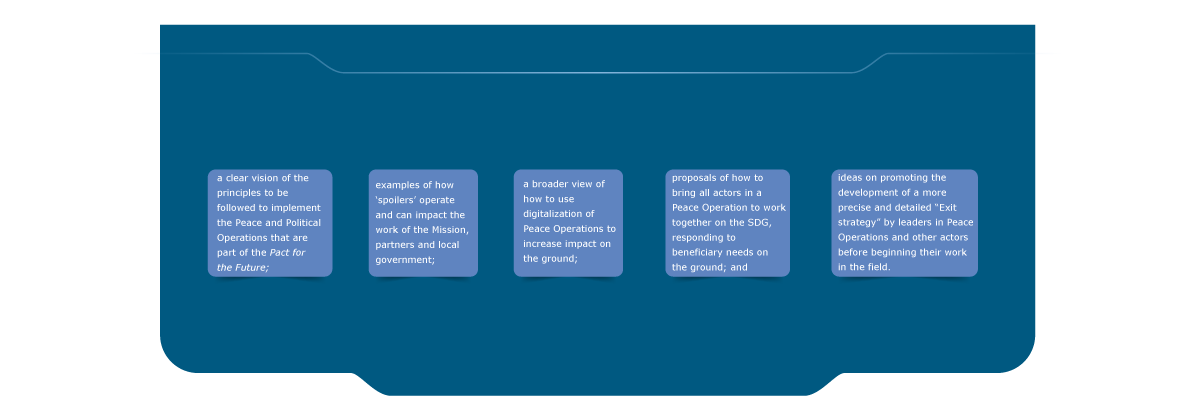 a clear vision of the
principles to be
followed to implement
the Peace and Political
Operations that are
part of the Pact for
the Future;
examples of how
‘spoilers’ operate
and can impact the
work of the Mission,
partners and local
government;
a broader view of
how to use
digitalization of
Peace Operations to
increase impact on
the ground;
proposals of how to
bring all actors in a
Peace Operation to work
together on the SDG,
responding to
beneficiary needs on
the ground; and
ideas on promoting the
development of a more
precise and detailed “Exit
strategy” by leaders in Peace
Operations and other actors
before beginning their work
in the field.